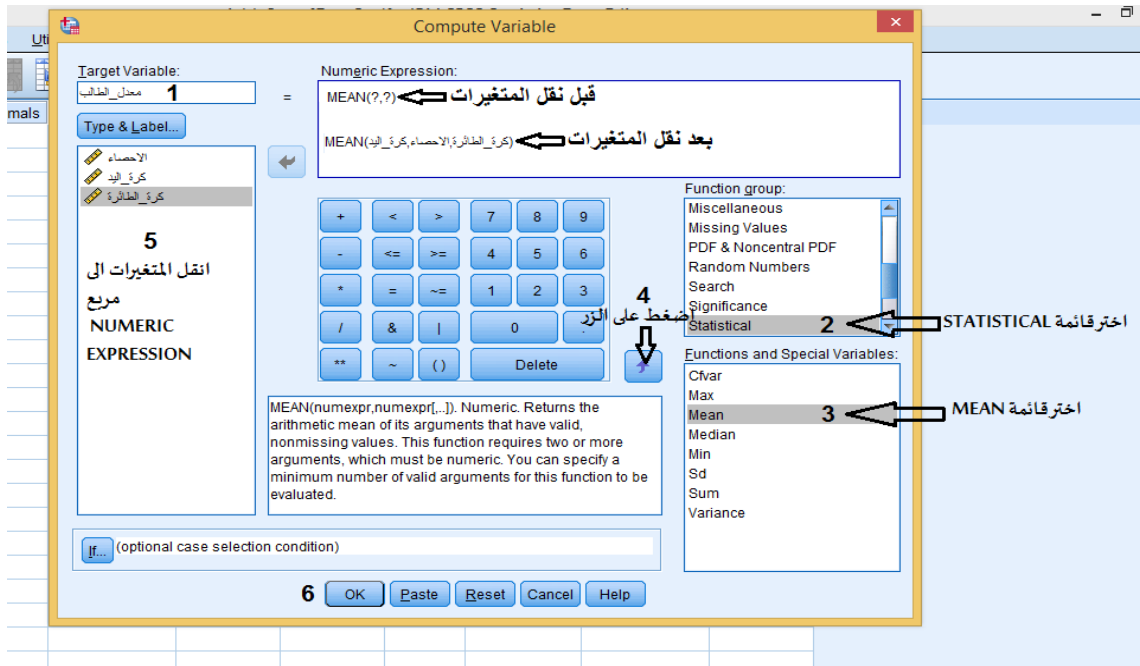 Compute Variable
Uti
mals
Target Variable:
معدل_الطالب 1
=
Type & Label...
الاحصاء
كرة_اليد
كرة_الطائرة
5
انقل المتغيرات الى
مربع
NUMERIC
EXPRESSION
Numeric Expression:
MEAN(?,?) قبل نقل المتغيرات
MEAN(كرة_الطائرة,الاحصاء,كرة_اليد) بعد نقل المتغيرات
+ < > 7 8 9
- <= >= 4 5 6
* = ~= 1 2 3
/ & | 0 .
** ~ ( ) Delete
4
اضغط على الزر
Function group:
Miscellaneous
Missing Values
PDF & Noncentral PDF
Random Numbers
Search
Significance
Statistical 2 اختر قائمة STATISTICAL
Functions and Special Variables:
Cfvar
Max
Mean 3 اختر قائمة MEAN
Median
Min
Sd
Sum
Variance
MEAN(numexpr,numexpr[,..]). Numeric. Returns the
arithmetic mean of its arguments that have valid,
nonmissing values. This function requires two or more
arguments, which must be numeric. You can specify a
minimum number of valid arguments for this function to be
evaluated.
If... (optional case selection condition)
6 OK Paste Reset Cancel Help